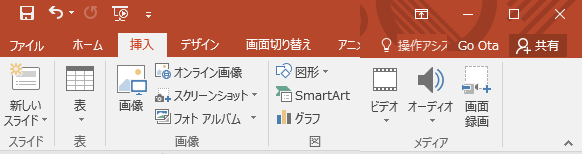 ファイル ホーム 挿入 デザイン 画面切り替え アニメ 操作アシス Go Ota 共有
新しい
スライド
スライド
表
表
画像
オンライン画像
スクリーンショット
フォト アルバム
画像
図形
SmartArt
グラフ
図
ビデオ
オーディオ
画面
録画
メディア